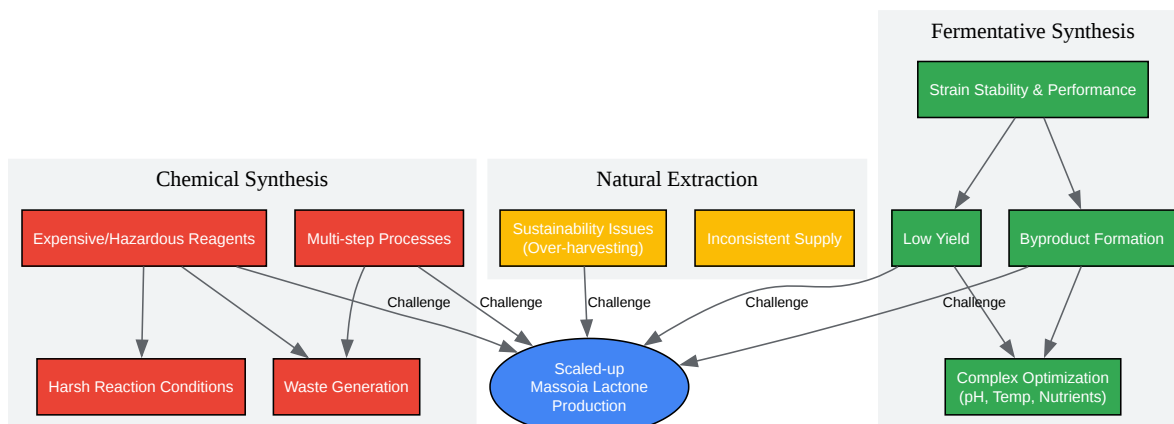 Fermentative Synthesis
Strain Stability & Performance
Chemical Synthesis
Natural Extraction
Expensive/Hazardous Reagents
Multi-step Processes
Sustainability Issues
(Over-harvesting)
Inconsistent Supply
Low Yield
Byproduct Formation
Challenge
Challenge
Challenge
Challenge
Challenge
Harsh Reaction Conditions
Waste Generation
Scaled-up
Massoia Lactone
Production
Complex Optimization
(pH, Temp, Nutrients)